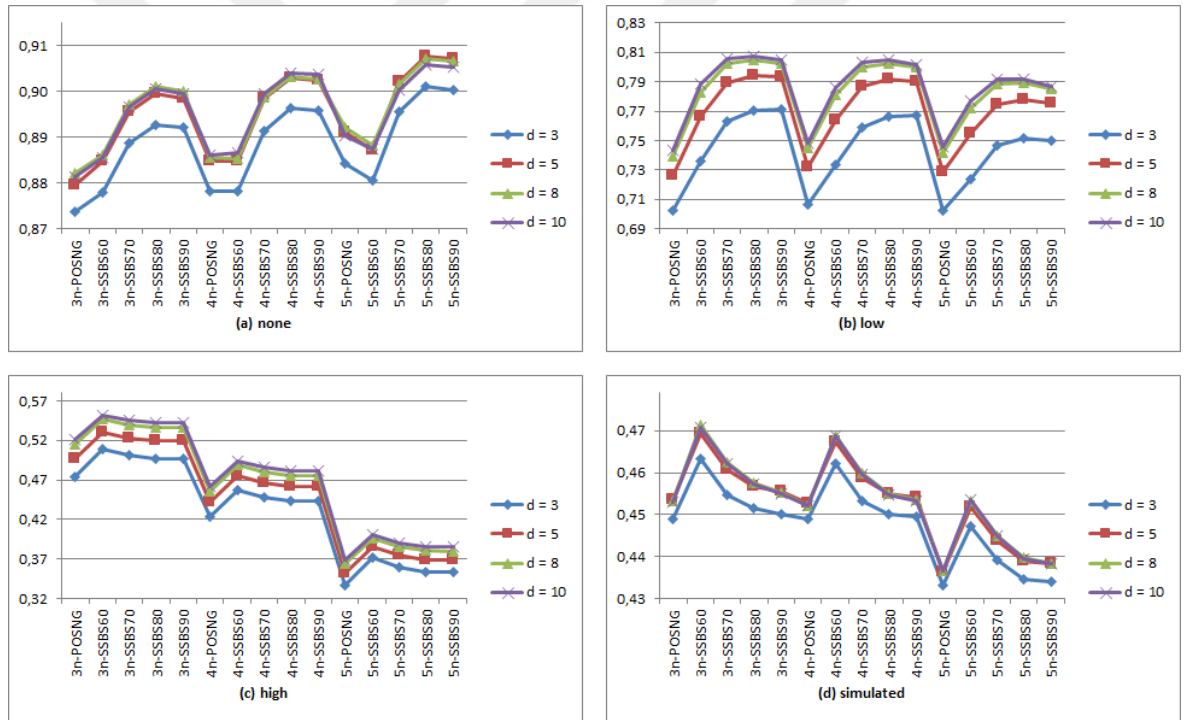 0,91
0,90
0,89
0,88
0,87
d = 3
d = 5
d = 8
d = 10
3n-POSNG
3n-SSBS60
3n-SSBS70
3n-SSBS80
3n-SSBS90
4n-POSNG
4n-SSBS60
4n-SSBS70
4n-SSBS80
4n-SSBS90
5n-POSNG
5n-SSBS60
5n-SSBS70
5n-SSBS80
5n-SSBS90
(a) none
0,83
0,81
0,79
0,77
0,75
0,73
0,71
0,69
d = 3
d = 5
d = 8
d = 10
3n-POSNG
3n-SSBS60
3n-SSBS70
3n-SSBS80
3n-SSBS90
4n-POSNG
4n-SSBS60
4n-SSBS70
4n-SSBS80
4n-SSBS90
5n-POSNG
5n-SSBS60
5n-SSBS70
5n-SSBS80
5n-SSBS90
(b) low
0,57
0,52
0,47
0,42
0,37
0,32
d = 3
d = 5
d = 8
d = 10
3n-POSNG
3n-SSBS60
3n-SSBS70
3n-SSBS80
3n-SSBS90
4n-POSNG
4n-SSBS60
4n-SSBS70
4n-SSBS80
4n-SSBS90
5n-POSNG
5n-SSBS60
5n-SSBS70
5n-SSBS80
5n-SSBS90
(c) high
0,47
0,46
0,45
0,44
0,43
d = 3
d = 5
d = 8
d = 10
3n-POSNG
3n-SSBS60
3n-SSBS70
3n-SSBS80
3n-SSBS90
4n-POSNG
4n-SSBS60
4n-SSBS70
4n-SSBS80
4n-SSBS90
5n-POSNG
5n-SSBS60
5n-SSBS70
5n-SSBS80
5n-SSBS90
(d) simulated